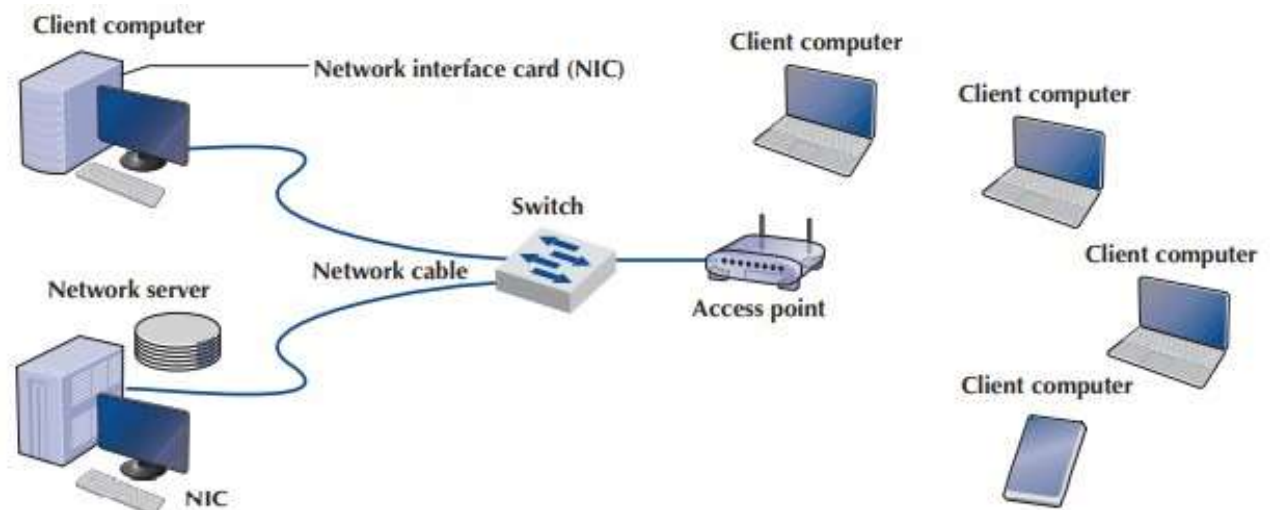 Client computer
Network interface card (NIC)
Client computer
Client computer
Switch
Network cable
Client computer
Network server
Access point
Client computer
NIC